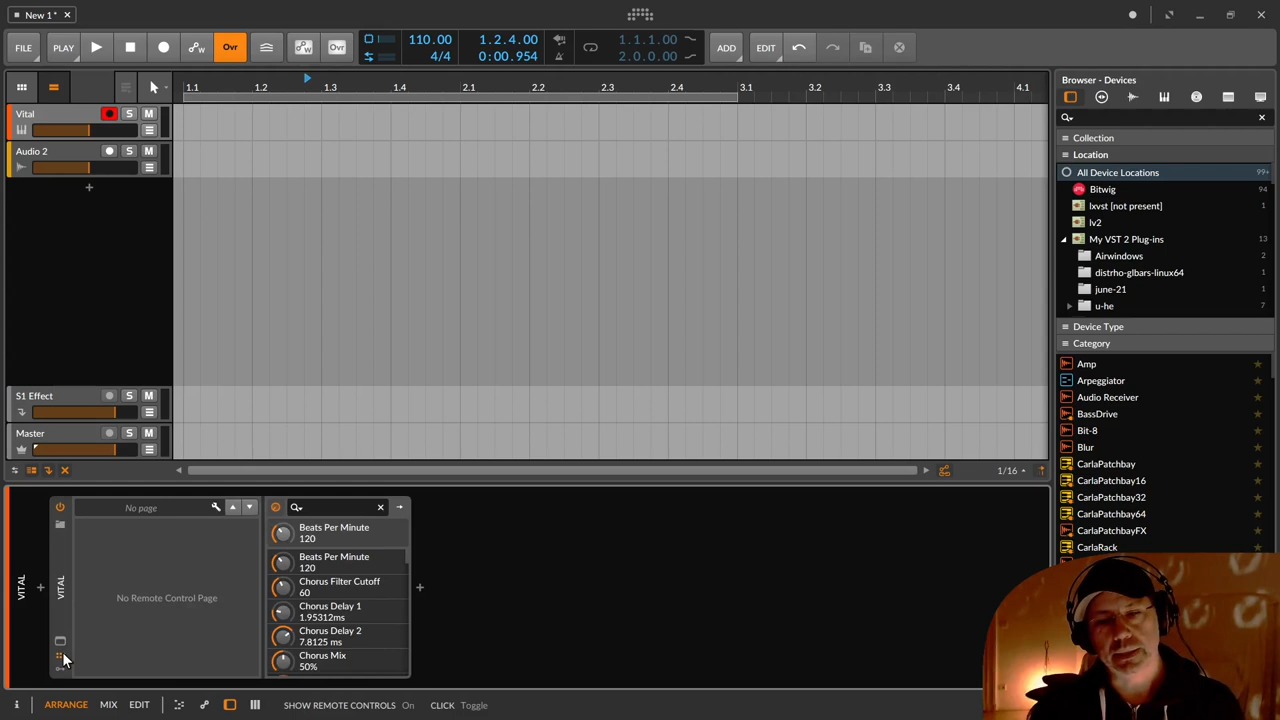 New 1*
FILE
PLAY
Ovr
Ovr
110.00
4/4
1.2.4.00
0:00.954
1.1.1.00
2.0.0.00
ADD
EDIT
1.1
1.2
1.3
1.4
2.1
2.2
2.3
2.4
3.1
3.2
3.3
3.4
4.1
Vital
S
M
Audio 2
S
M
S1 Effect
S
M
Master
S
M
1/16
Browser - Devices
Collection
Location
All Device Locations 99+
Bitwig 94
lxvst [not present] 1
lv2
My VST 2 Plug-ins 13
Airwindows 2
distrho-glbars-linux64 1
june-21 1
u-he 7
Device Type
Category
Amp
Arpeggiator
Audio Receiver
BassDrive
Bit-8
Blur
CarlaPatchbay
CarlaPatchbay16
CarlaPatchbay32
CarlaPatchbay64
CarlaPatchbayFX
CarlaRack
VITAL
VITAL
No page
No Remote Control Page
Beats Per Minute
120
Beats Per Minute
120
Chorus Filter Cutoff
60
Chorus Delay 1
1.95312ms
Chorus Delay 2
7.8125 ms
Chorus Mix
50%
ARRANGE
MIX
EDIT
SHOW REMOTE CONTROLS On
CLICK Toggle